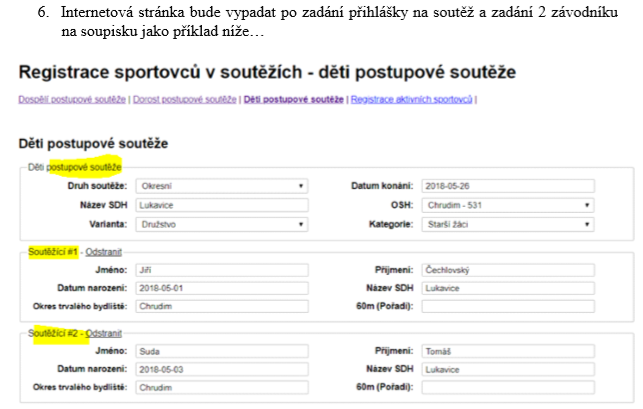 6. Internetová stránka bude vypadat po zadání přihlášky na soutěž a zadání 2 závodníku
na soupisku jako příklad níže…
Registrace sportovců v soutěžích - děti postupové soutěže
Dospělí postupové soutěže | Dorost postupové soutěže | Děti postupové soutěže | Registrace aktivních sportovců |
Děti postupové soutěže
Děti postupové soutěže
Druh soutěže: Okresní Datum konání: 2018-05-26
Název SDH Lukavice OSH: Chrudim - 531
Varianta: Družstvo Kategorie: Starší žáci
Soutěžící #1 - Odstranit
Jméno: Jiří Příjmení: Čechlovský
Datum narození: 2018-05-01 Název SDH Lukavice
Okres trvalého bydliště: Chrudim 60m (Pořadí):
Soutěžící #2 - Odstranit
Jméno: Suda Příjmení: Tomáš
Datum narození: 2018-05-03 Název SDH Lukavice
Okres trvalého bydliště: Chrudim 60m (Pořadí):